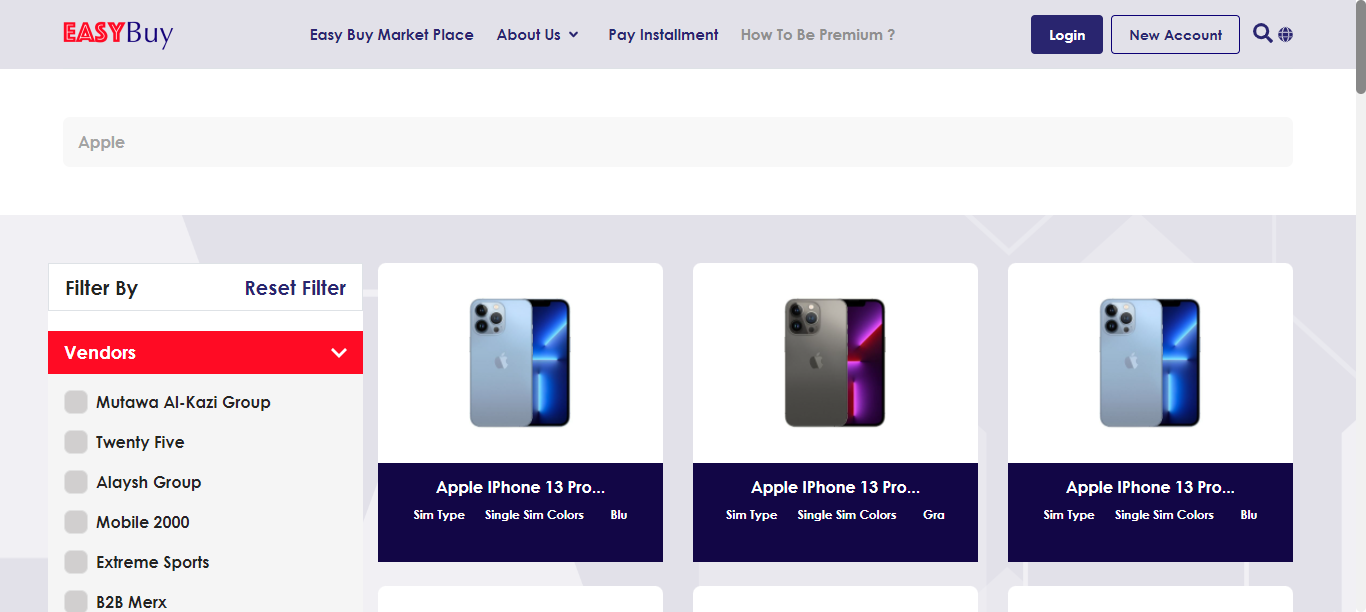 EASYBuy
Easy Buy Market Place
About Us
Pay Installment
How To Be Premium ?
Login
New Account
Apple
Filter By
Reset Filter
Vendors
Mutawa Al-Kazi Group
Twenty Five
Alaysh Group
Mobile 2000
Extreme Sports
B2B Merx
Apple IPhone 13 Pro...
Sim Type Single Sim Colors Blu
Apple IPhone 13 Pro...
Sim Type Single Sim Colors Gra
Apple IPhone 13 Pro...
Sim Type Single Sim Colors Blu